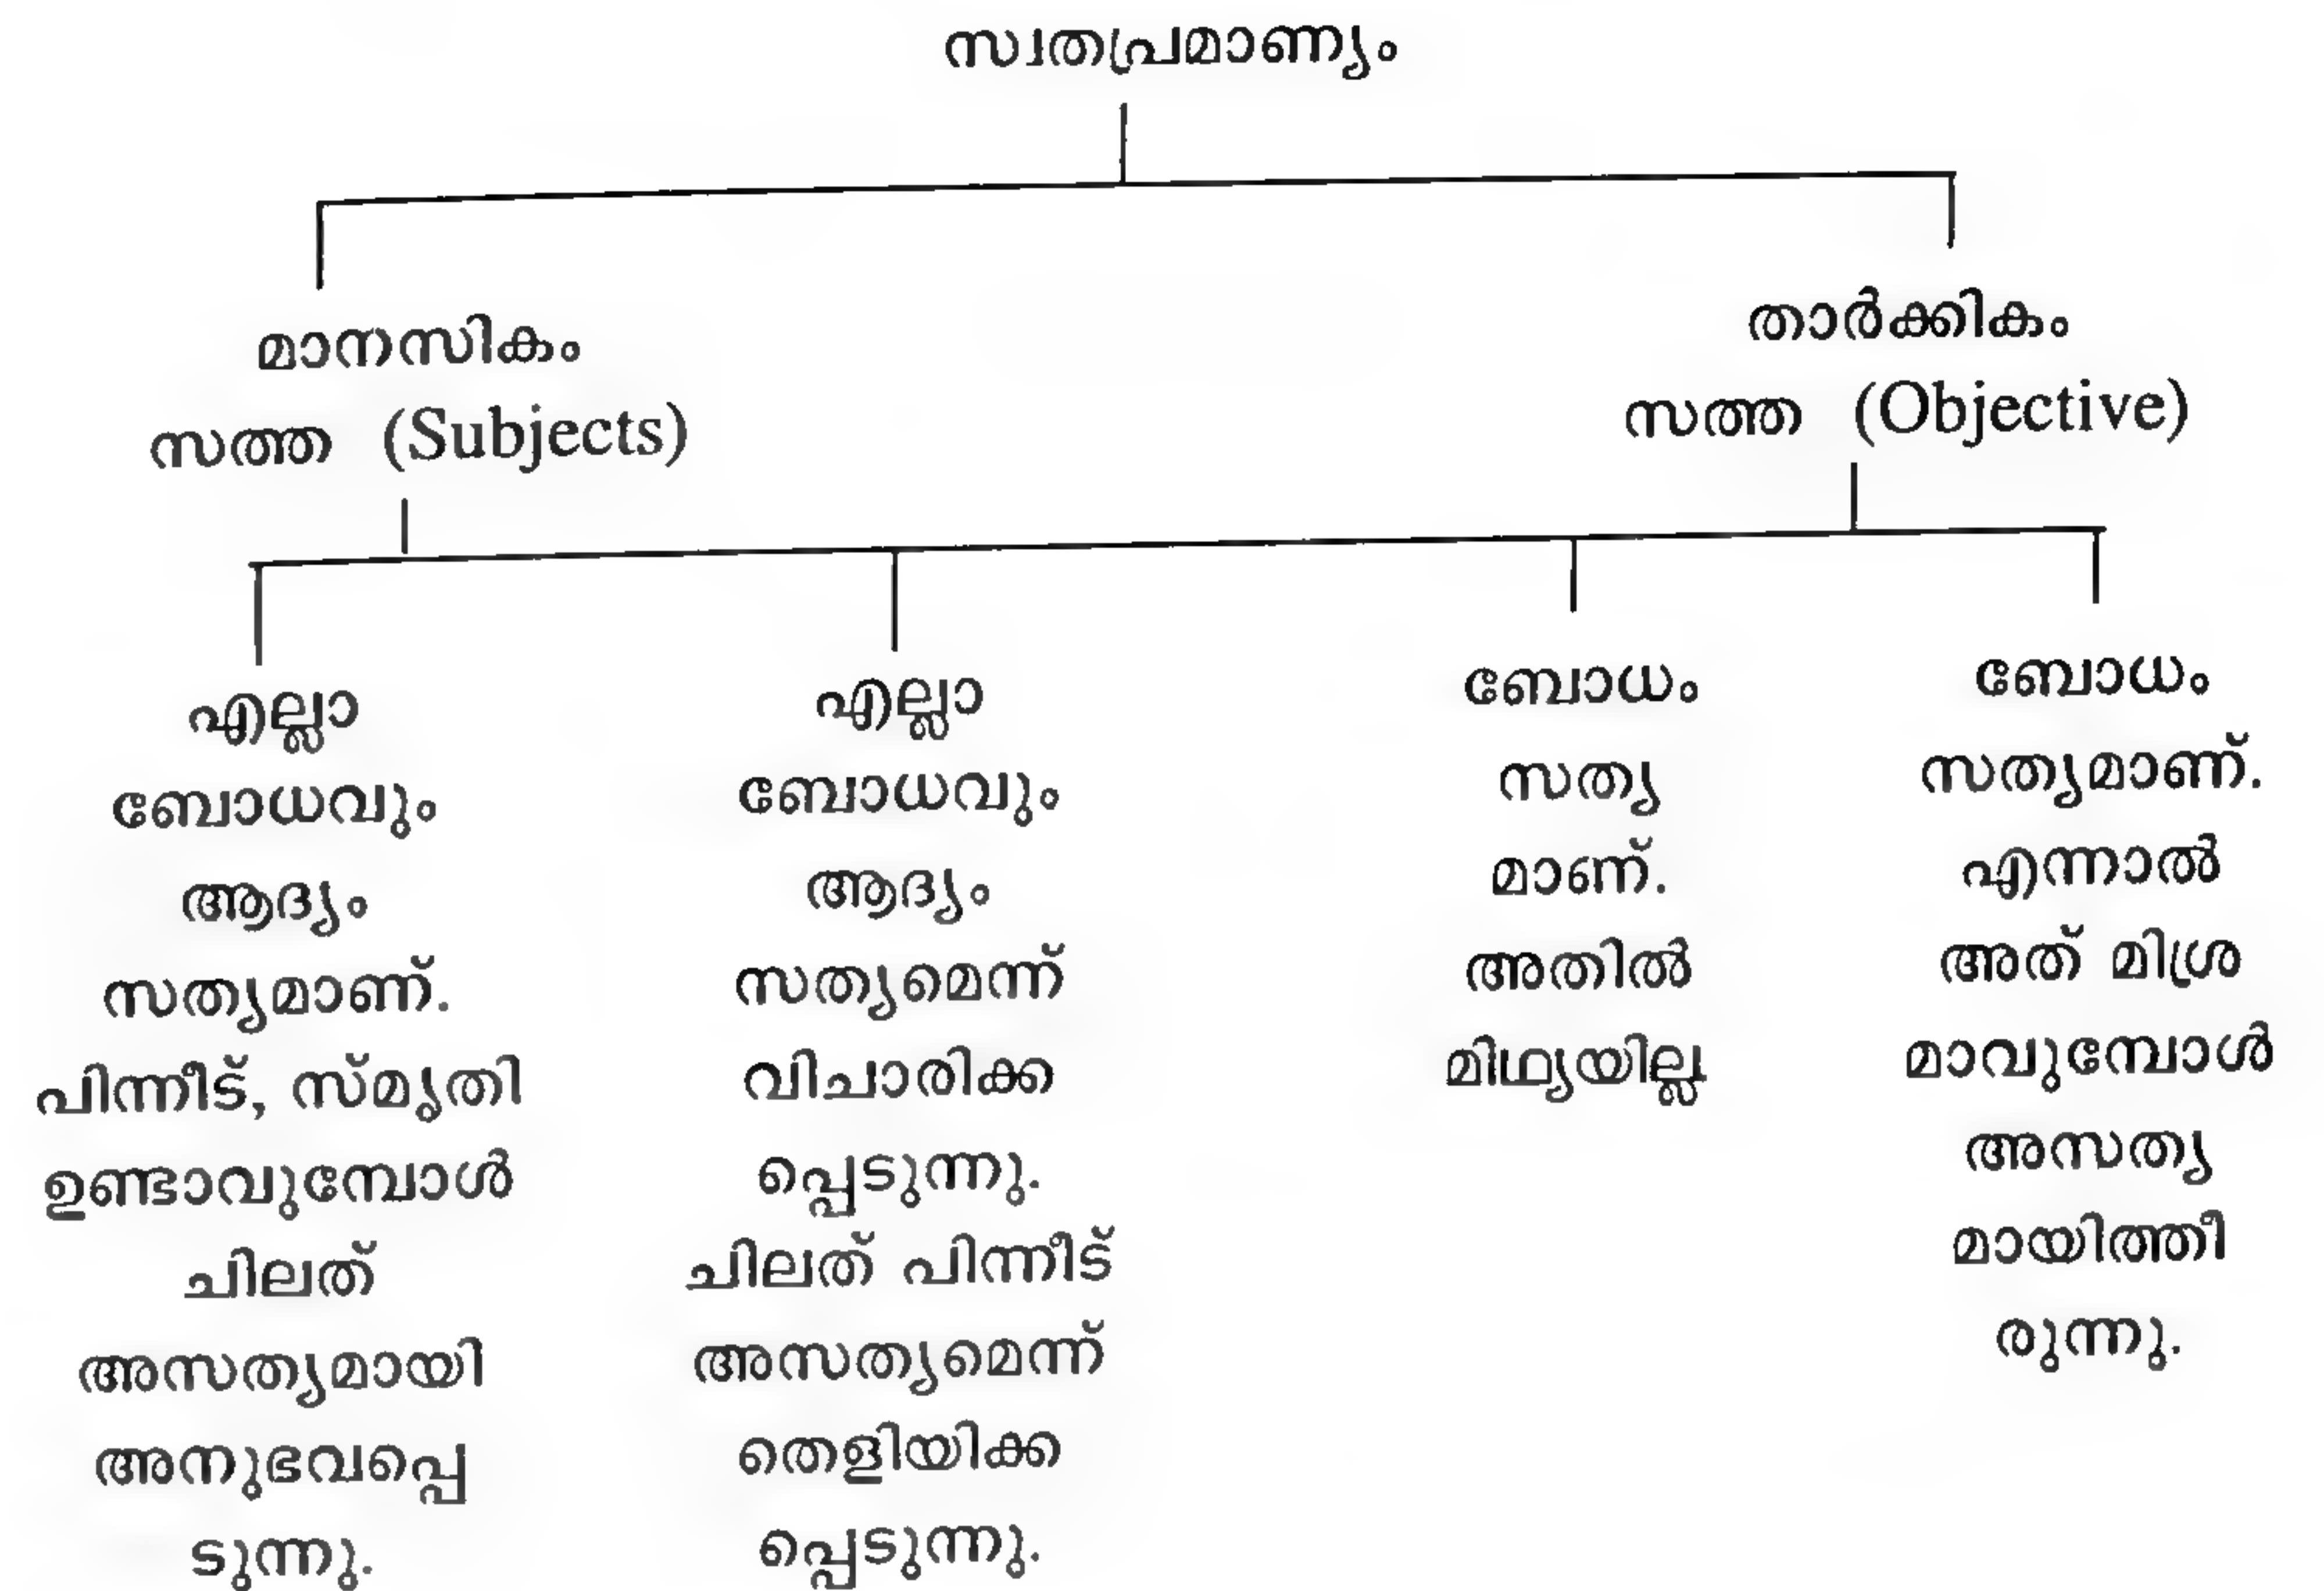 സ്വതപ്രമാണ്യം
മാനസികം
സത്ത (Subjects)
താർക്കികം
സത്ത (Objective)
എല്ലാ
ബോധവും
ആദ്യം
സത്യമാണ്.
പിന്നീട്, സ്മൃതി
ഉണ്ടാവുമ്പോൾ
ചിലത്
അസത്യമായി
അനുഭവപ്പെ
ടുന്നു.
എല്ലാ
ബോധവും
ആദ്യം
സത്യമെന്ന്
വിചാരിക്ക
പ്പെടുന്നു.
ചിലത് പിന്നീട്
അസത്യമെന്ന്
തെളിയിക്ക
പ്പെടുന്നു.
ബോധം
സത്യ
മാണ്.
അതിൽ
മിഥ്യയില്ല
ബോധം
സത്യമാണ്.
എന്നാൽ
അത് മിശ്ര
മാവുമ്പോൾ
അസത്യ
മായിത്തീ
രുന്നു.